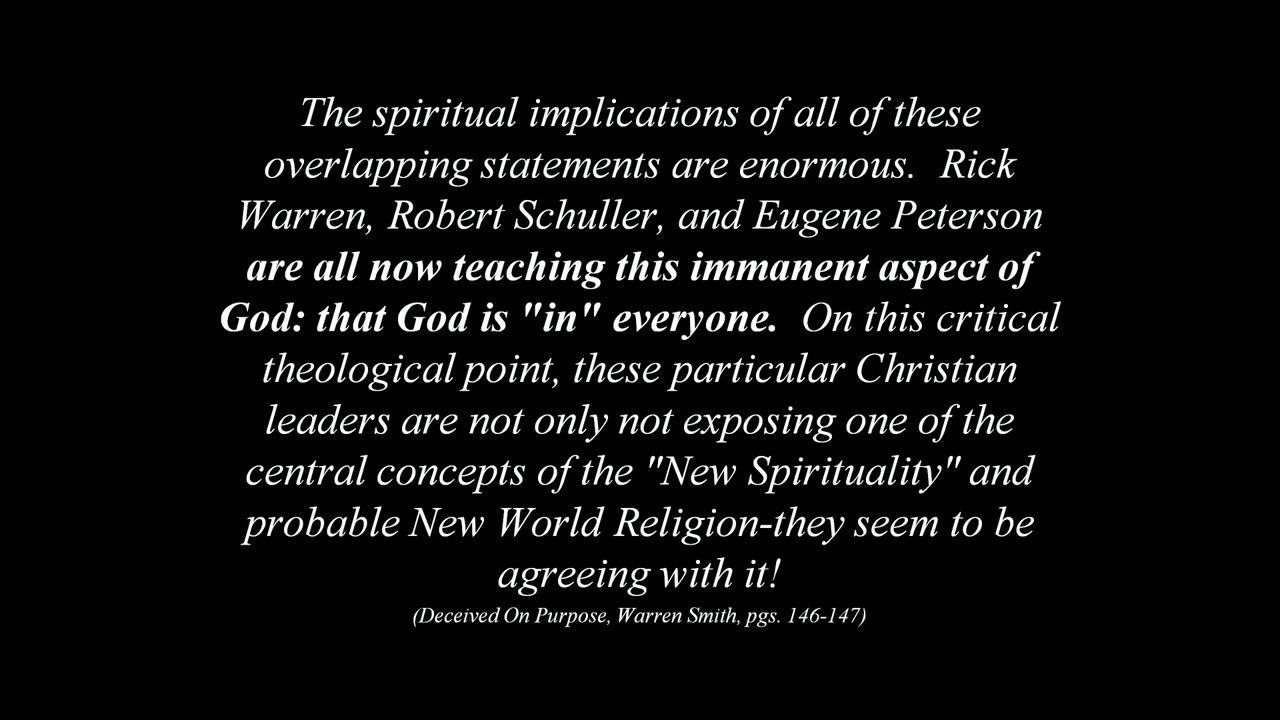 The spiritual implications of all of these
overlapping statements are enormous.  Rick
Warren, Robert Schuller, and Eugene Peterson
are all now teaching this immanent aspect of
God: that God is "in" everyone.  On this critical
theological point, these particular Christian
leaders are not only not exposing one of the
central concepts of the "New Spirituality" and
probable New World Religion-they seem to be
agreeing with it!
(Deceived On Purpose, Warren Smith, pgs. 146-147)